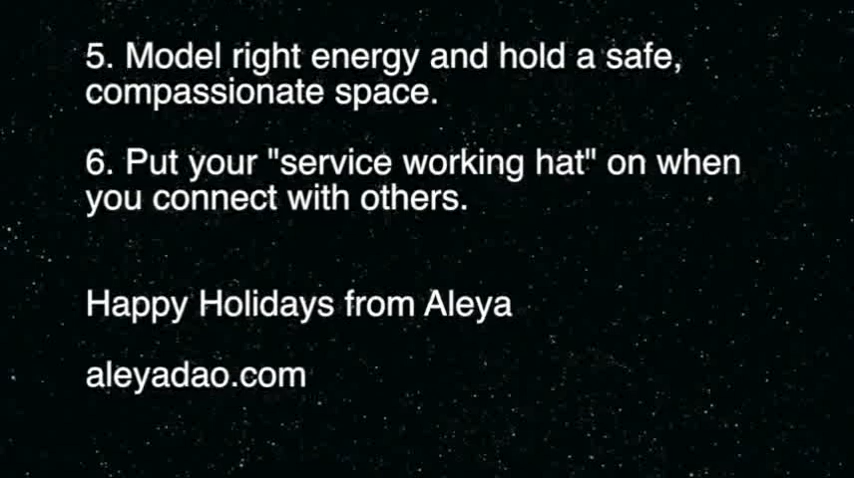 5. Model right energy and hold a safe,
compassionate space.
6. Put your "service working hat" on when
you connect with others.
Happy Holidays from Aleya
aleyadao.com